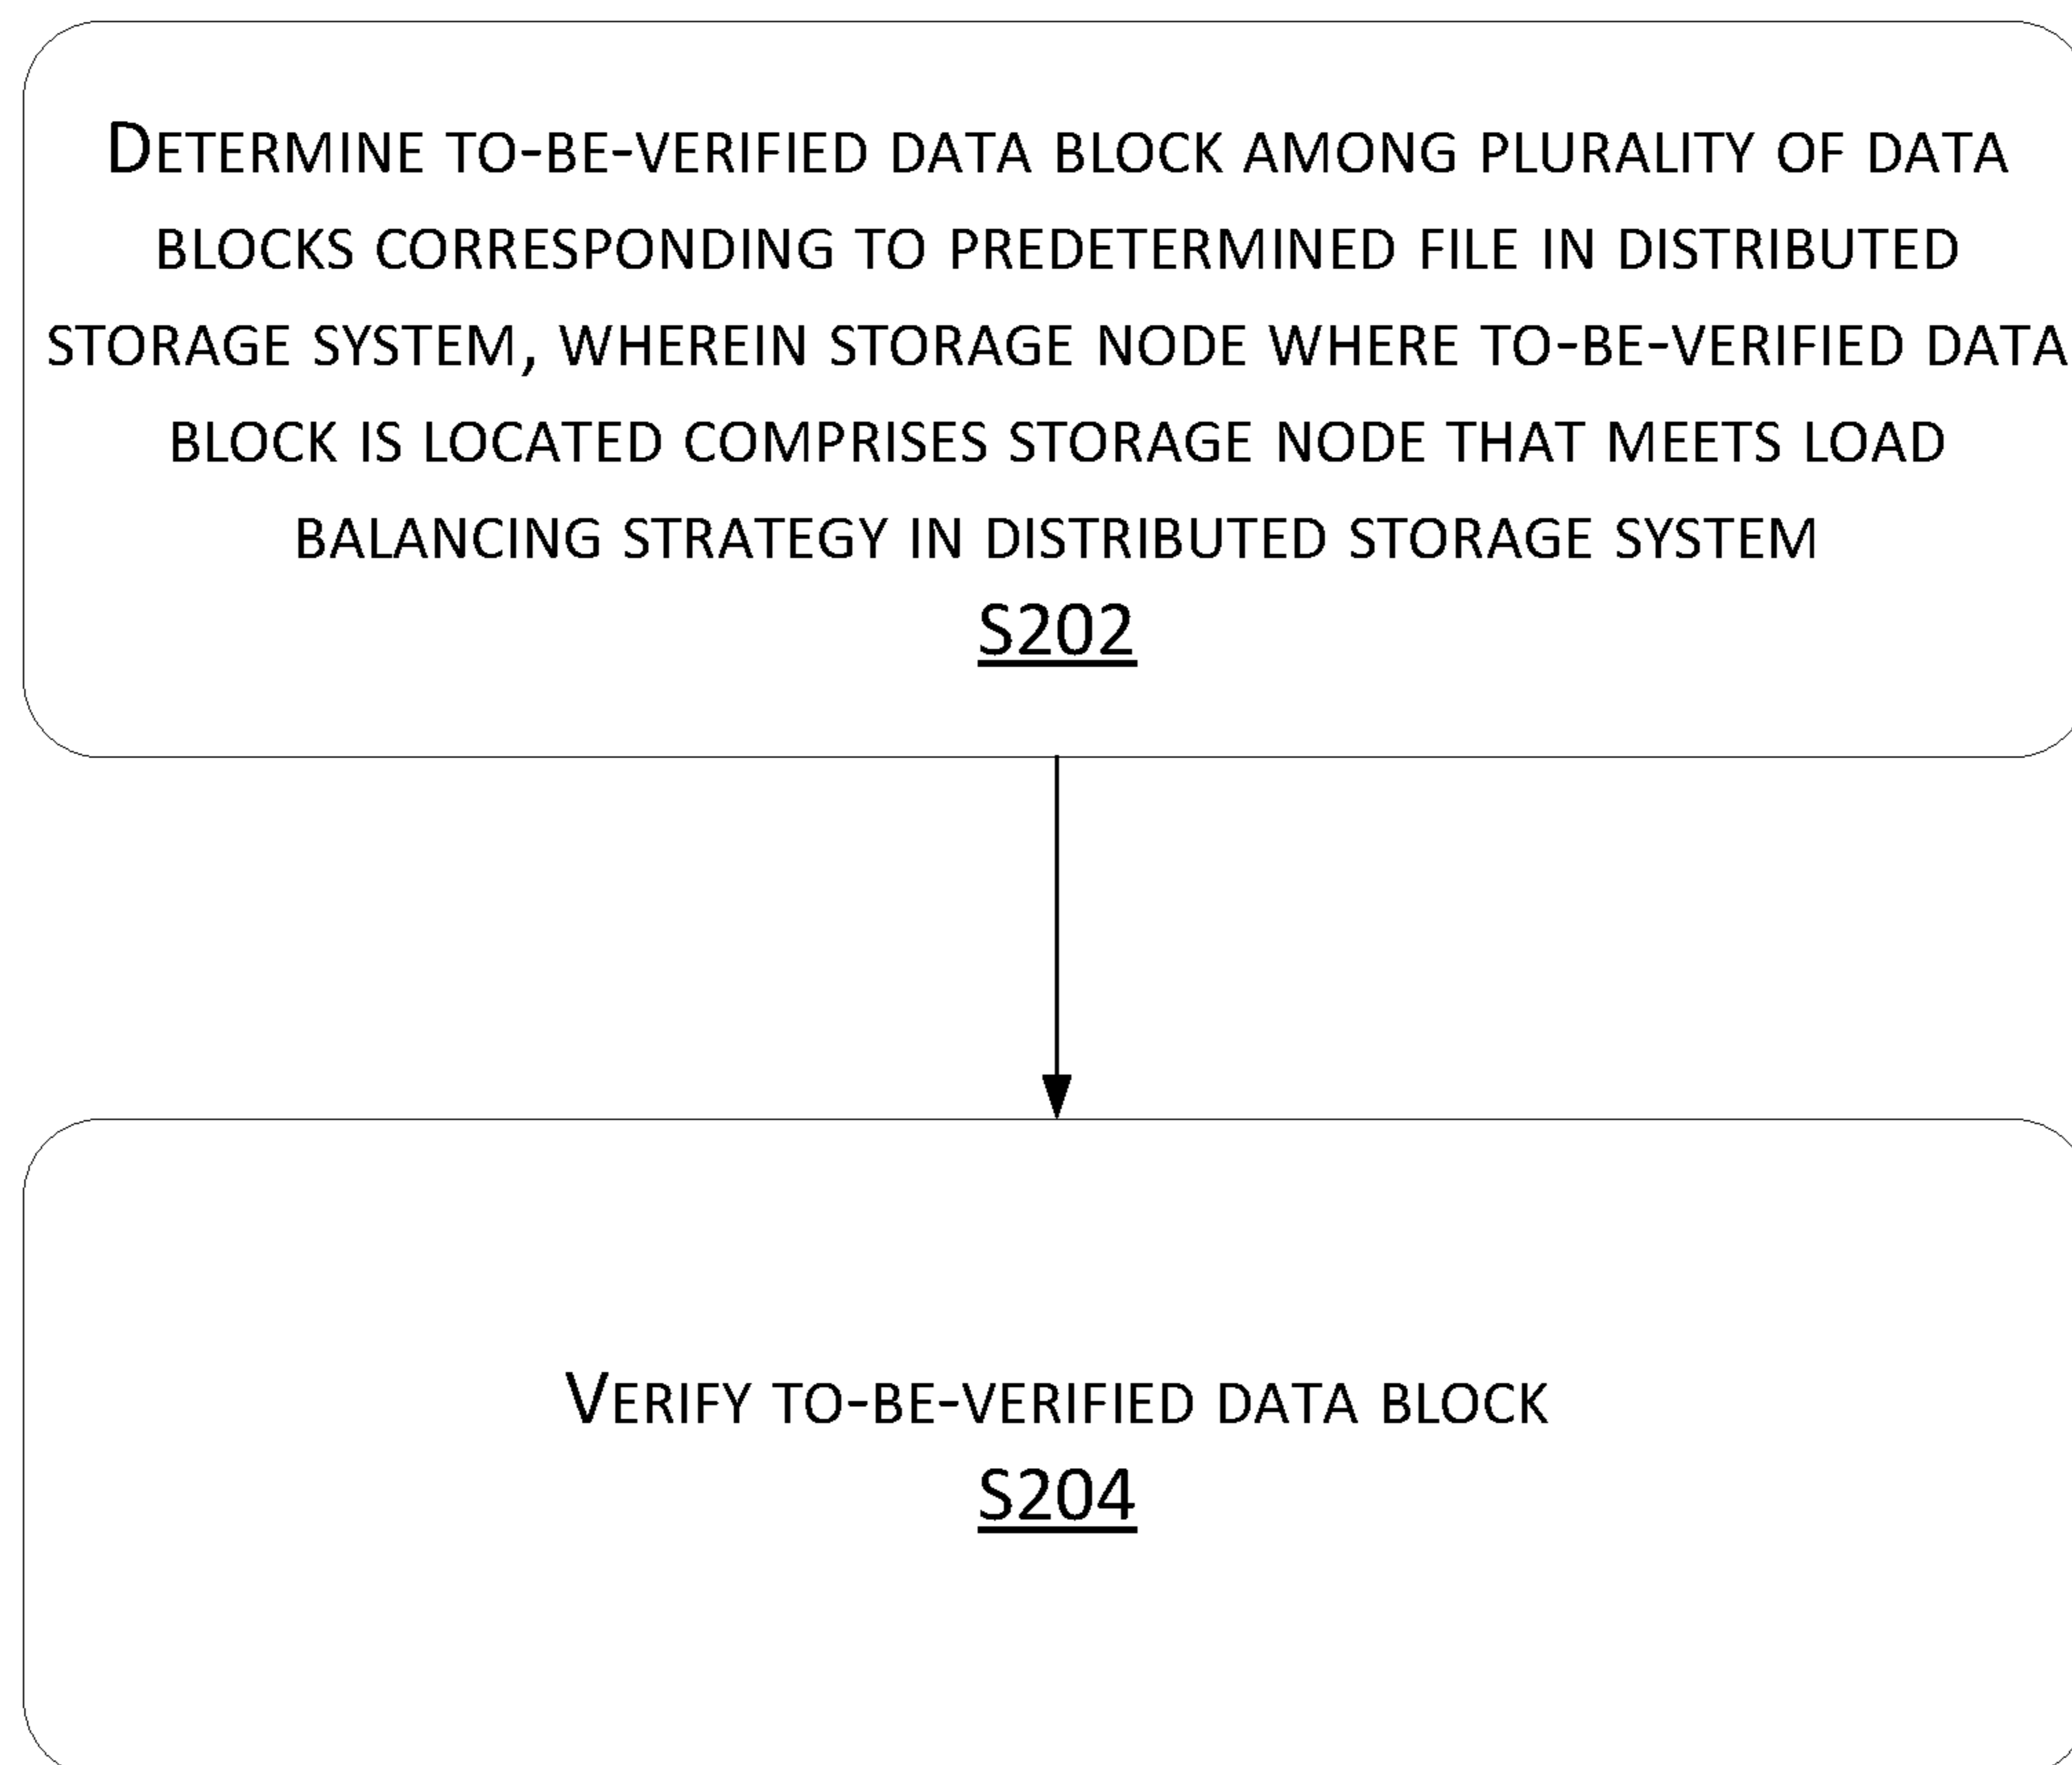 Determine to-be-verified data block among plurality of data
blocks corresponding to predetermined file in distributed
storage system, wherein storage node where to-be-verified data
block is located comprises storage node that meets load
balancing strategy in distributed storage system
S202
Verify to-be-verified data block
S204